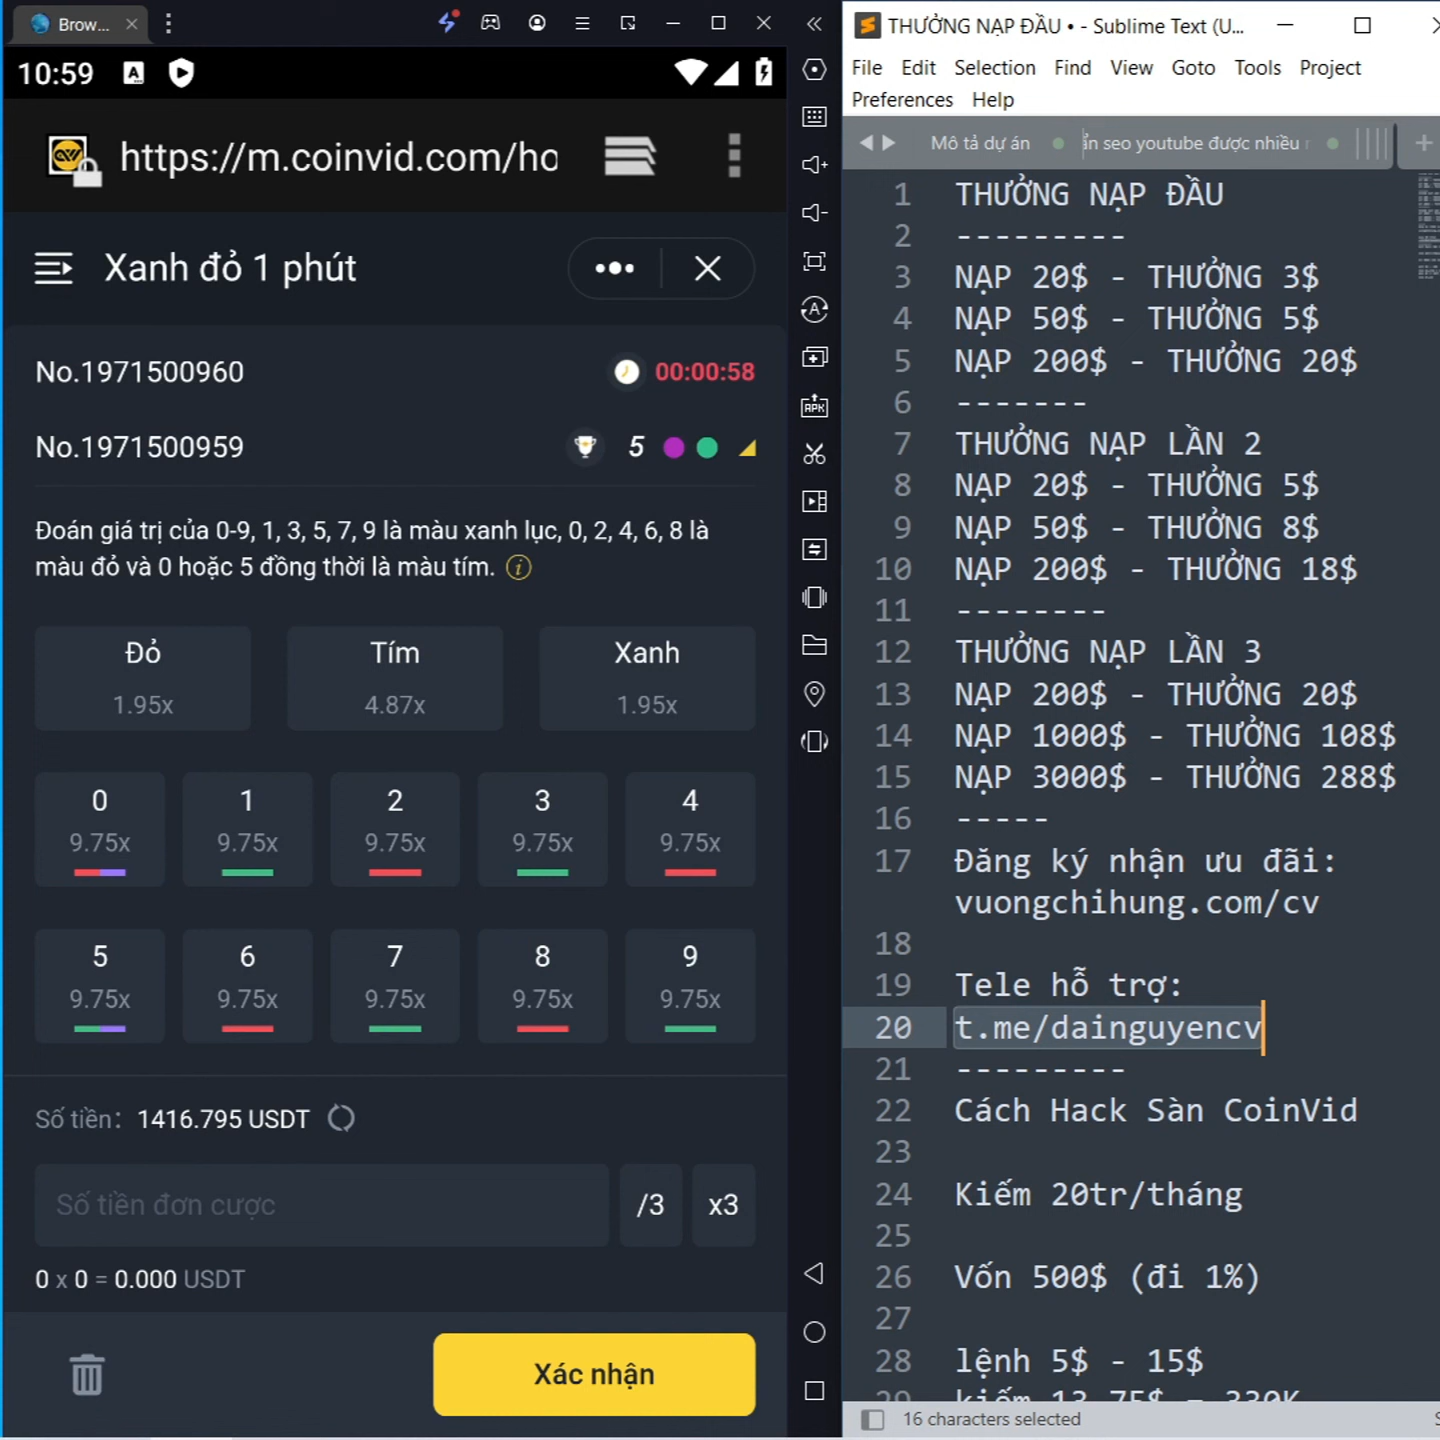 Brow...
10:59
A
https://m.coinvid.com/ho
Xanh đỏ 1 phút
No.1971500960
00:00:58
No.1971500959
5
Đoán giá trị của 0-9, 1, 3, 5, 7, 9 là màu xanh lục, 0, 2, 4, 6, 8 là
màu đỏ và 0 hoặc 5 đồng thời là màu tím.
Đỏ
Tím
Xanh
1.95x
4.87x
1.95x
0
1
2
3
4
9.75x
9.75x
9.75x
9.75x
9.75x
5
6
7
8
9
9.75x
9.75x
9.75x
9.75x
9.75x
Số tiền: 1416.795 USDT
Số tiền đơn cược
/3
x3
0 x 0 = 0.000 USDT
Xác nhận
A
APK
THƯỞNG NẠP ĐẦU • - Sublime Text (U...
File Edit Selection Find View Goto Tools Project
Preferences Help
Mô tả dự án
ẩn seo youtube được nhiều
1 THƯỞNG NẠP ĐẦU
2 ---------
3 NẠP 20$ - THƯỞNG 3$
4 NẠP 50$ - THƯỞNG 5$
5 NẠP 200$ - THƯỞNG 20$
6 -------
7 THƯỞNG NẠP LẦN 2
8 NẠP 20$ - THƯỞNG 5$
9 NẠP 50$ - THƯỞNG 8$
10 NẠP 200$ - THƯỞNG 18$
11 --------
12 THƯỞNG NẠP LẦN 3
13 NẠP 200$ - THƯỞNG 20$
14 NẠP 1000$ - THƯỞNG 108$
15 NẠP 3000$ - THƯỞNG 288$
16 -----
17 Đăng ký nhận ưu đãi:
vuongchihung.com/cv
18
19 Tele hỗ trợ:
20 t.me/dainguyencv
21 ---------
22 Cách Hack Sàn CoinVid
23
24 Kiếm 20tr/tháng
25
26 Vốn 500$ (đi 1%)
27
28 lệnh 5$ - 15$
29 kiếm 13.75$ = 330K
16 characters selected